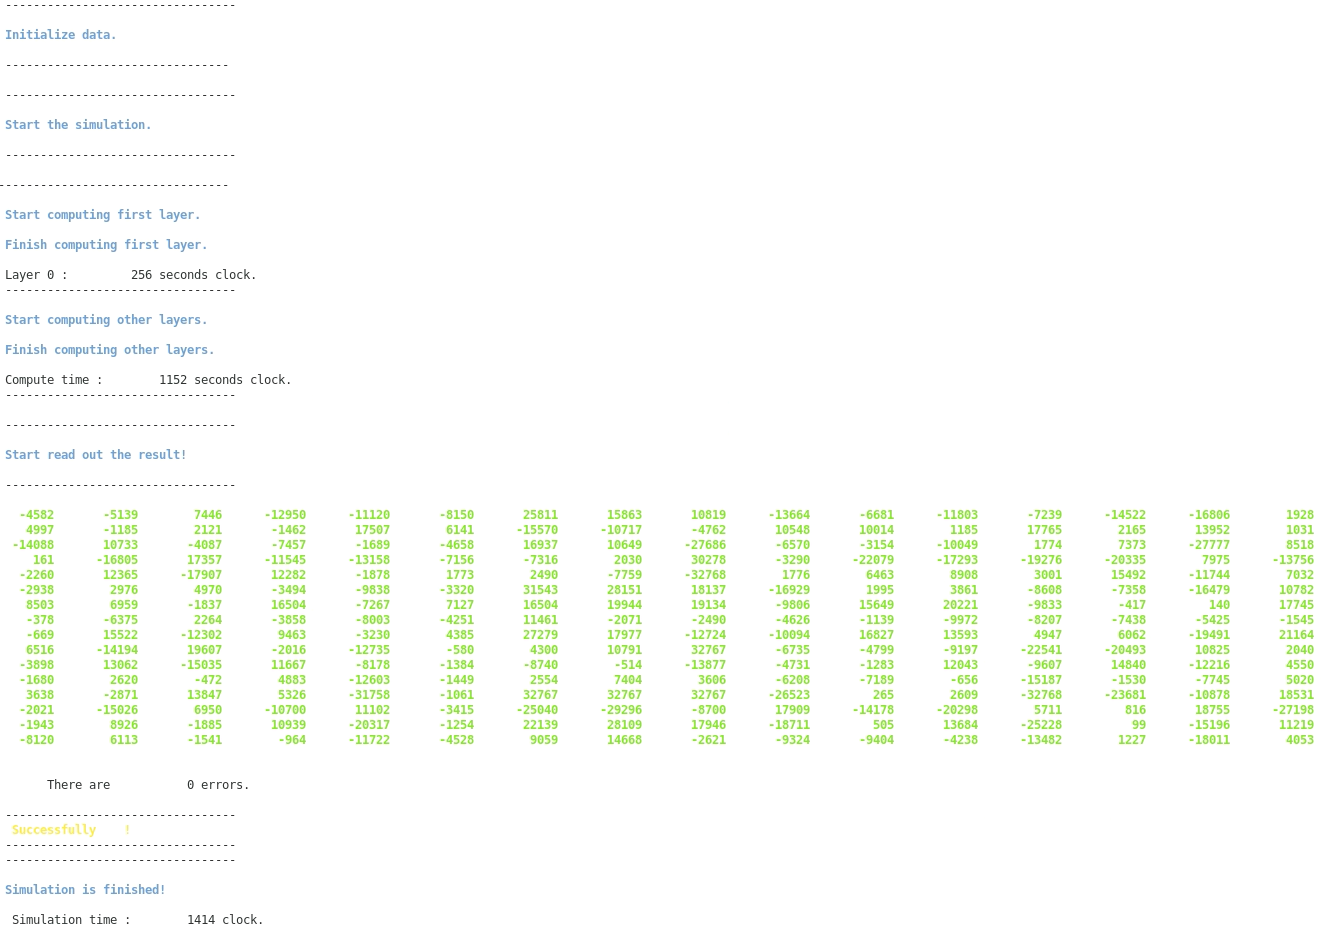 ---------------------------------
Initialize data.
--------------------------------
---------------------------------
Start the simulation.
---------------------------------
---------------------------------
Start computing first layer.
Finish computing first layer.
Layer 0 : 256 seconds clock.
---------------------------------
Start computing other layers.
Finish computing other layers.
Compute time : 1152 seconds clock.
---------------------------------
---------------------------------
Start read out the result!
---------------------------------
-4582 -5139 7446 -12950 -11120 -8150 25811 15863 10819 -13664 -6681 -11803 -7239 -14522 -16806 1928
4997 -1185 2121 -1462 17507 6141 -15570 -10717 -4762 10548 10014 1185 17765 2165 13952 1031
-14088 10733 -4087 -7457 -1689 -4658 16937 10649 -27686 -6570 -3154 -10049 1774 7373 -27777 8518
161 -16805 17357 -11545 -13158 -7156 -7316 2030 30278 -3290 -22079 -17293 -19276 -20335 7975 -13756
-2260 12365 -17907 12282 -1878 1773 2490 -7759 -32768 1776 6463 8908 3001 15492 -11744 7032
-2938 2976 4970 -3494 -9838 -3320 31543 28151 18137 -16929 1995 3861 -8608 -7358 -16479 10782
8503 6959 -1837 16504 -7267 7127 16504 19944 19134 -9806 15649 20221 -9833 -417 140 17745
-378 -6375 2264 -3858 -8003 -4251 11461 -2071 -2490 -4626 -1139 -9972 -8207 -7438 -5425 -1545
-669 15522 -12302 9463 -3230 4385 27279 17977 -12724 -10094 16827 13593 4947 6062 -19491 21164
6516 -14194 19607 -2016 -12735 -580 4300 10791 32767 -6735 -4799 -9197 -22541 -20493 10825 2040
-3898 13062 -15035 11667 -8178 -1384 -8740 -514 -13877 -4731 -1283 12043 -9607 14840 -12216 4550
-1680 2620 -472 4883 -12603 -1449 2554 7404 3606 -6208 -7189 -656 -15187 -1530 -7745 5020
3638 -2871 13847 5326 -31758 -1061 32767 32767 32767 -26523 265 2609 -32768 -23681 -10878 18531
-2021 -15026 6950 -10700 11102 -3415 -25040 -29296 -8700 17909 -14178 -20298 5711 816 18755 -27198
-1943 8926 -1885 10939 -20317 -1254 22139 28109 17946 -18711 505 13684 -25228 99 -15196 11219
-8120 6113 -1541 -964 -11722 -4528 9059 14668 -2621 -9324 -9404 -4238 -13482 1227 -18011 4053
There are 0 errors.
---------------------------------
Successfully !
---------------------------------
---------------------------------
Simulation is finished!
Simulation time : 1414 clock.